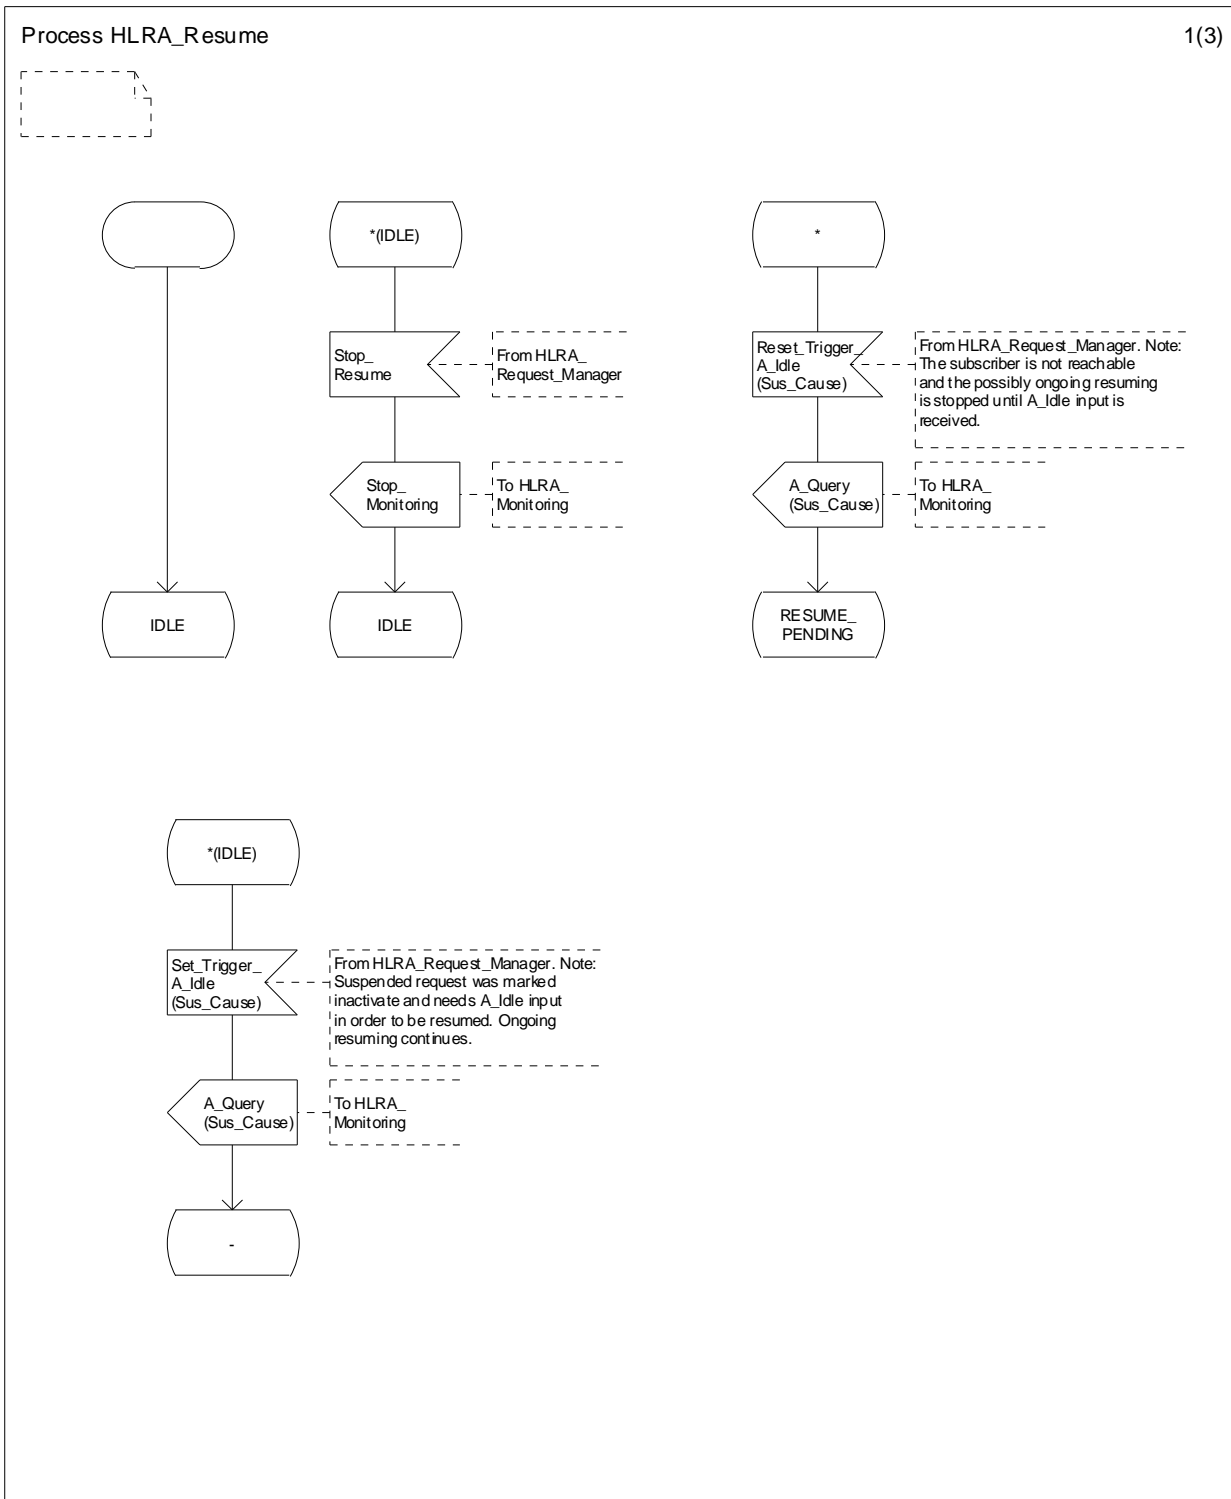 Process HLRA_Resume
1(3)
*(IDLE)
Stop_
Resume
From HLRA_
Request_Manager
Stop_
Monitoring
To HLRA_
Monitoring
IDLE
IDLE
*
Reset_Trigger_
A_Idle
(Sus_Cause)
From HLRA_Request_Manager. Note:
The subscriber is not reachable
and the possibly ongoing resuming
is stopped until A_Idle input is
received.
A_Query
(Sus_Cause)
To HLRA_
Monitoring
RESUME_
PENDING
*(IDLE)
Set_Trigger_
A_Idle
(Sus_Cause)
From HLRA_Request_Manager. Note:
Suspended request was marked
inactivate and needs A_Idle input
in order to be resumed. Ongoing
resuming continues.
A_Query
(Sus_Cause)
To HLRA_
Monitoring
-